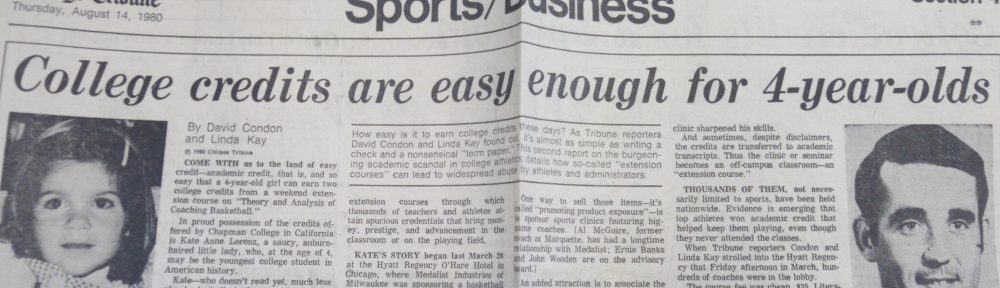 Tribune
Thursday, August 14, 1980
Sports/Business
Section 4
**
College credits are easy enough for 4-year-olds
By David Condon
and Linda Kay
© 1980 Chicago Tribune
COME WITH us to the land of easy
credit—academic credit, that is, and so
easy that a 4-year-old girl can earn two
college credits from a weekend exten-
sion course on "Theory and Analysis of
Coaching Basketball."
In proud possession of the credits of-
fered by Chapman College in California
is Kate Anne Lorenz, a saucy, auburn-
haired little lady, who, at the age of 4,
may be the youngest college student in
American history.
Kate—who doesn't read yet, much less
How easy is it to earn college credits these days? As Tribune reporters
David Condon and Linda Kay found out, it's almost as simple as writing a
check and a nonsensical "term paper." This second report on the burgeon-
ing academic scandal in college athletics details how so-called "extension
courses" can lead to widespread abuse by athletes and administrators.
extension courses through which
thousands of teachers and athletes at-
tain spurious credentials that bring mon-
ey, prestige, and advancement in the
classroom or on the playing field.
KATE'S STORY began last March 28
at the Hyatt Regency O'Hare Hotel in
Chicago, where Medalist Industries of
Milwaukee was sponsoring a basketball
One way to sell those items—it's
called "promoting product exposure"—is
to sponsor sports clinics featuring big-
name coaches. [Al McGuire, former
coach at Marquette, has had a longtime
relationship with Medalist; Ernie Banks
and John Wooden are on the advisory
board.]
An added attraction is to associate the
clinic sharpened his skills.
And sometimes, despite disclaimers,
the credits are transferred to academic
transcripts. Thus the clinic or seminar
becomes an off-campus classroom—an
"extension course."
THOUSANDS OF THEM, not neces-
sarily limited to sports, have been held
nationwide. Evidence is emerging that
top athletes won academic credit that
helped keep them playing, even though
they never attended the classes.
When Tribune reporters Condon and
Linda Kay strolled into the Hyatt Regen-
cy that Friday afternoon in March, hun-
dreds of coaches were in the lobby.
The course fee was cheap, $35. Litera-